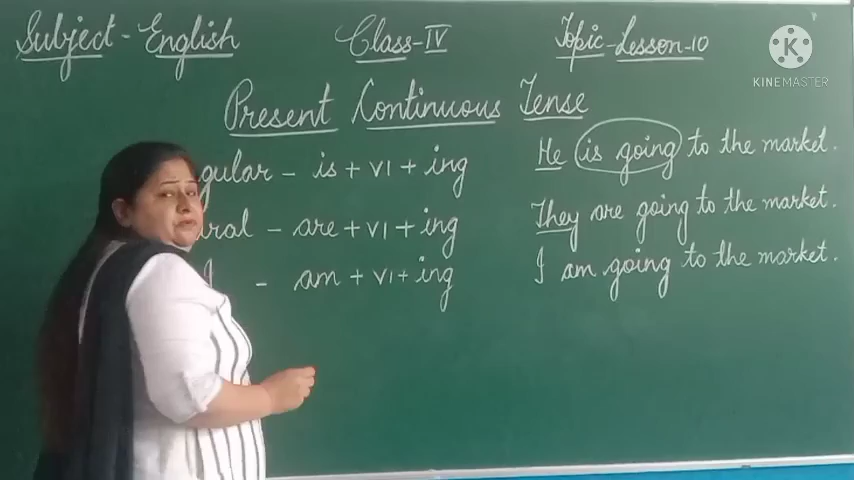 Subject - English Class - IV Topic - Lesson - 10
KINEMASTER
Present Continuous Tense
gular - is + v1 + ing He is going to the market.
ral - are + v1 + ing They are going to the market.
I - am + v1 + ing I am going to the market.